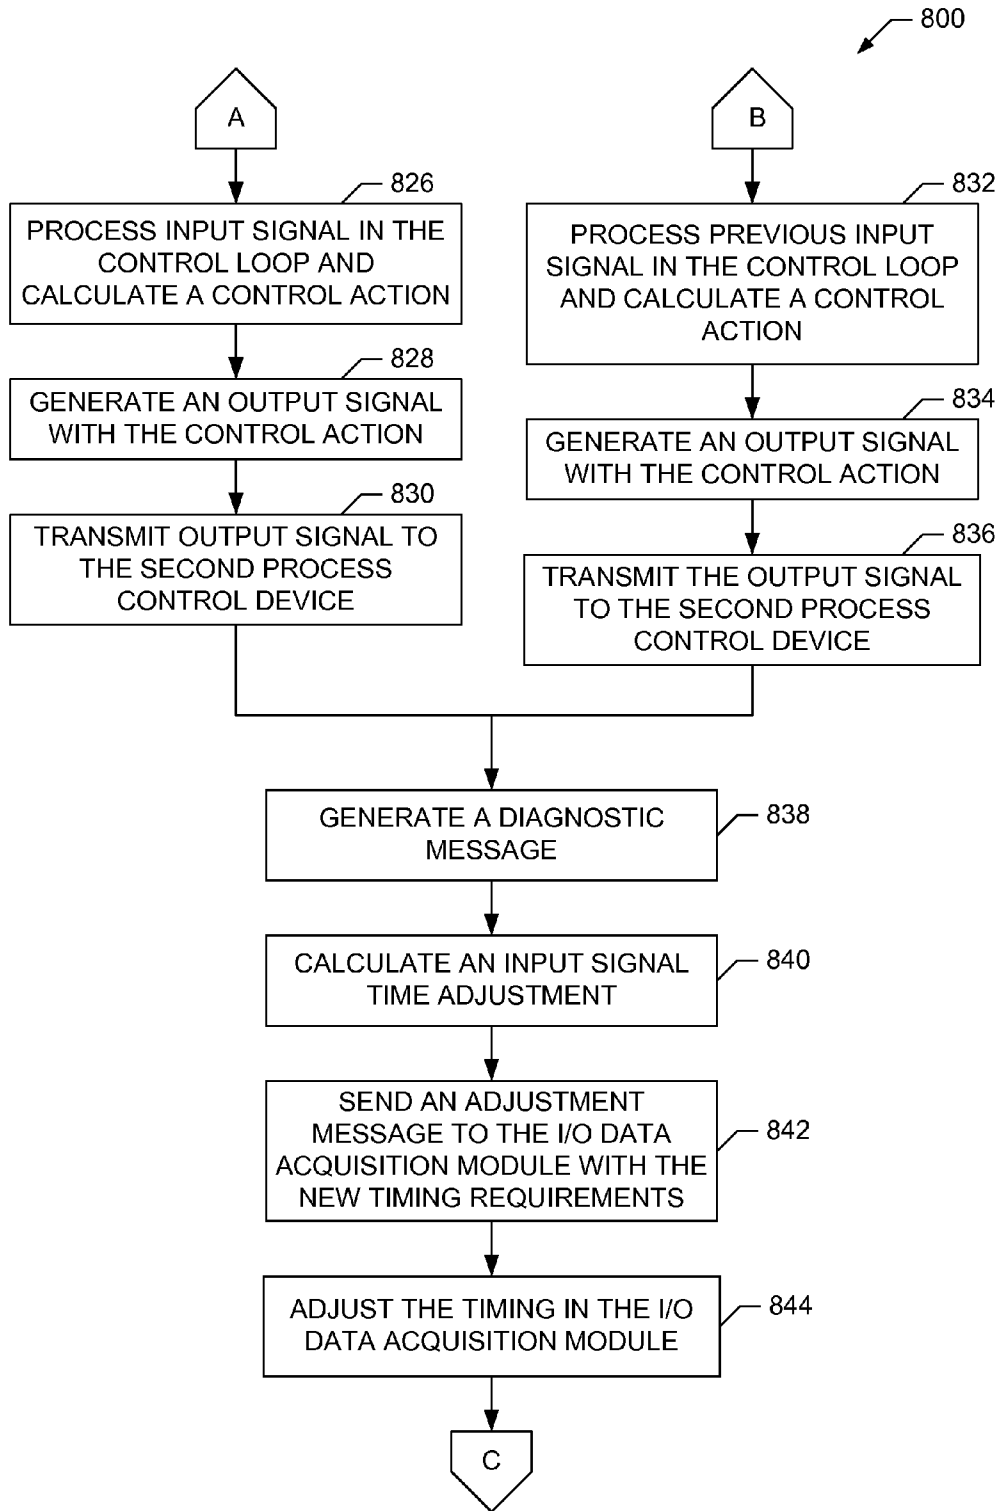 800
A
826
PROCESS INPUT SIGNAL IN THE
CONTROL LOOP AND
CALCULATE A CONTROL ACTION
828
GENERATE AN OUTPUT SIGNAL
WITH THE CONTROL ACTION
830
TRANSMIT OUTPUT SIGNAL TO
THE SECOND PROCESS
CONTROL DEVICE
B
832
PROCESS PREVIOUS INPUT
SIGNAL IN THE CONTROL LOOP
AND CALCULATE A CONTROL
ACTION
834
GENERATE AN OUTPUT SIGNAL
WITH THE CONTROL ACTION
836
TRANSMIT THE OUTPUT SIGNAL
TO THE SECOND PROCESS
CONTROL DEVICE
GENERATE A DIAGNOSTIC
MESSAGE
838
CALCULATE AN INPUT SIGNAL
TIME ADJUSTMENT
840
SEND AN ADJUSTMENT
MESSAGE TO THE I/O DATA
ACQUISITION MODULE WITH THE
NEW TIMING REQUIREMENTS
842
ADJUST THE TIMING IN THE I/O
DATA ACQUISITION MODULE
844
C